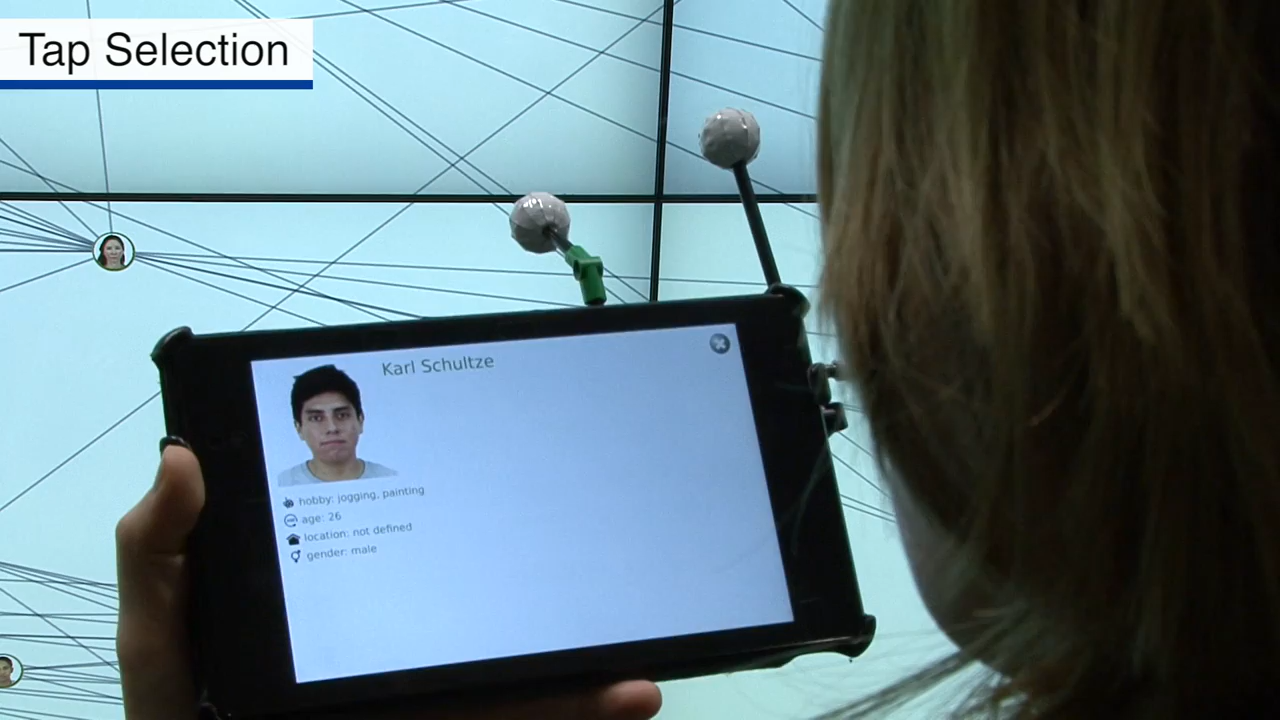 Tap Selection
Karl Schultze
hobby: jogging, painting
age: 26
location: not defined
gender: male